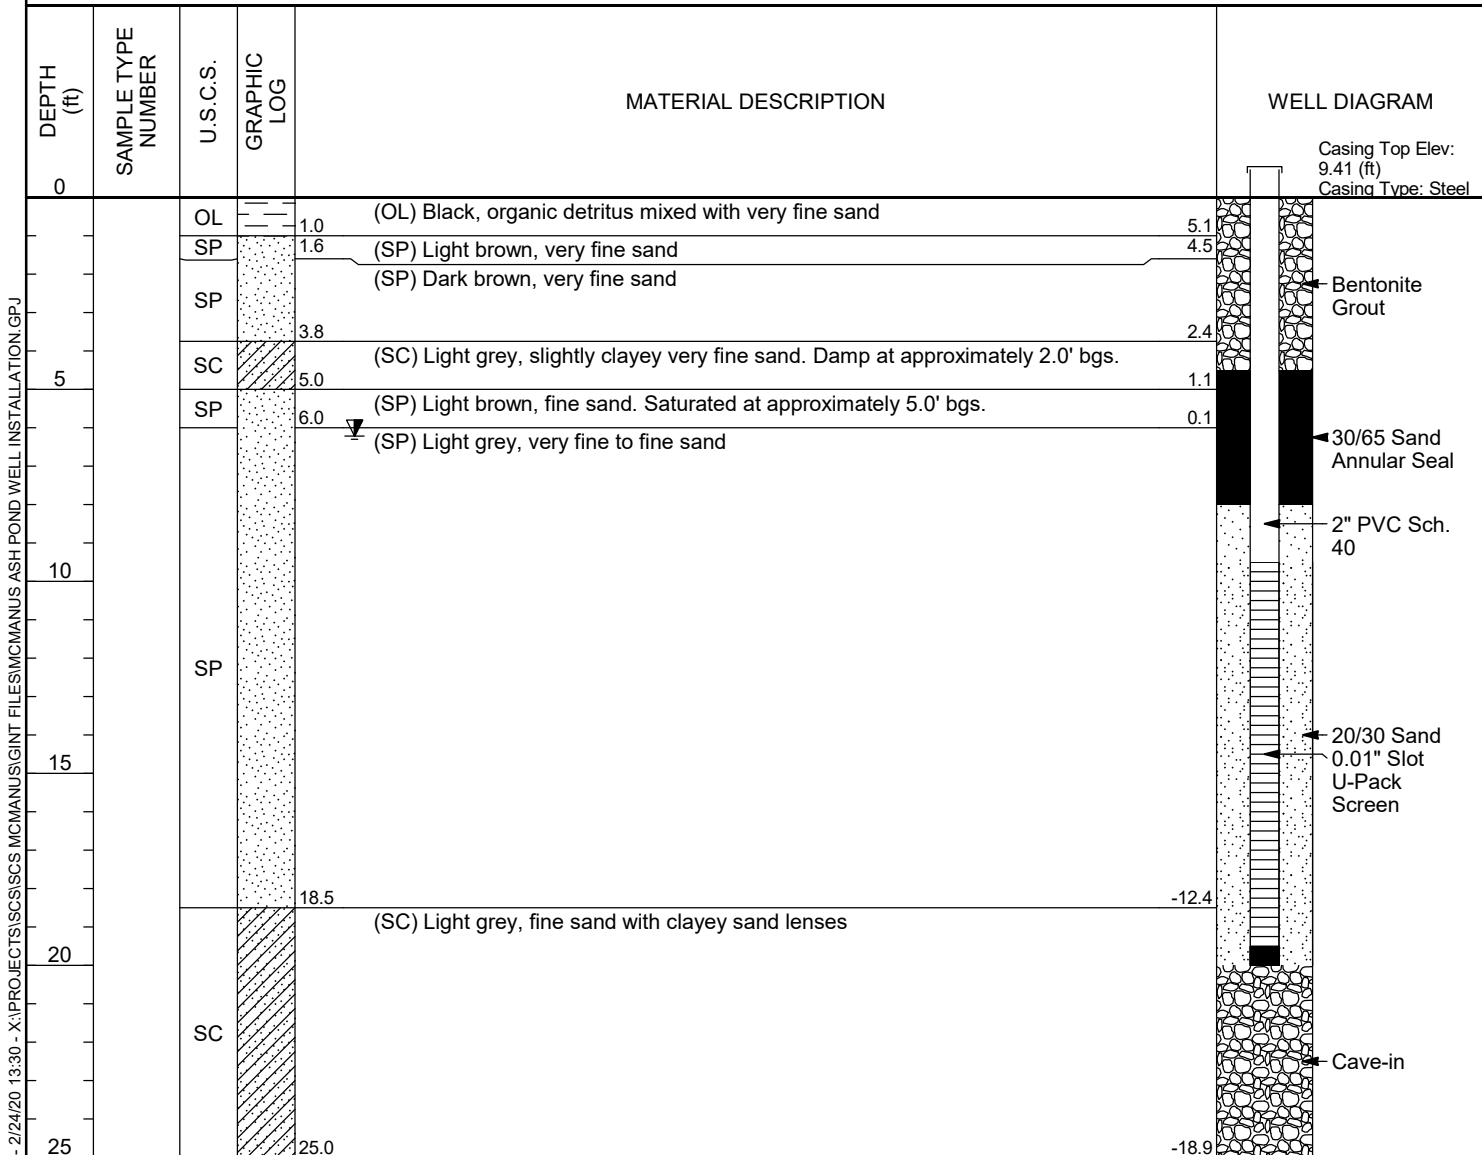 DEPTH
(ft)
SAMPLE TYPE
NUMBER
U.S.C.S.
GRAPHIC
LOG
MATERIAL DESCRIPTION
WELL DIAGRAM
Casing Top Elev:
9.41 (ft)
Casing Type: Steel
0
OL
(OL) Black, organic detritus mixed with very fine sand
1.0
5.1
SP
1.6
(SP) Light brown, very fine sand
4.5
(SP) Dark brown, very fine sand
Bentonite
Grout
SP
3.8
2.4
SC
(SC) Light grey, slightly clayey very fine sand. Damp at approximately 2.0' bgs.
5
5.0
1.1
SP
(SP) Light brown, fine sand. Saturated at approximately 5.0' bgs.
6.0
0.1
(SP) Light grey, very fine to fine sand
30/65 Sand
Annular Seal
2" PVC Sch.
40
10
SP
20/30 Sand
0.01" Slot
U-Pack
Screen
15
18.5
-12.4
(SC) Light grey, fine sand with clayey sand lenses
20
SC
Cave-in
25
25.0
-18.9
- 2/24/20 13:30 - X:\PROJECTS\SCS\SCS MCMANUS\GINT FILES\MCMANUS ASH POND WELL INSTALLATION.GPJ